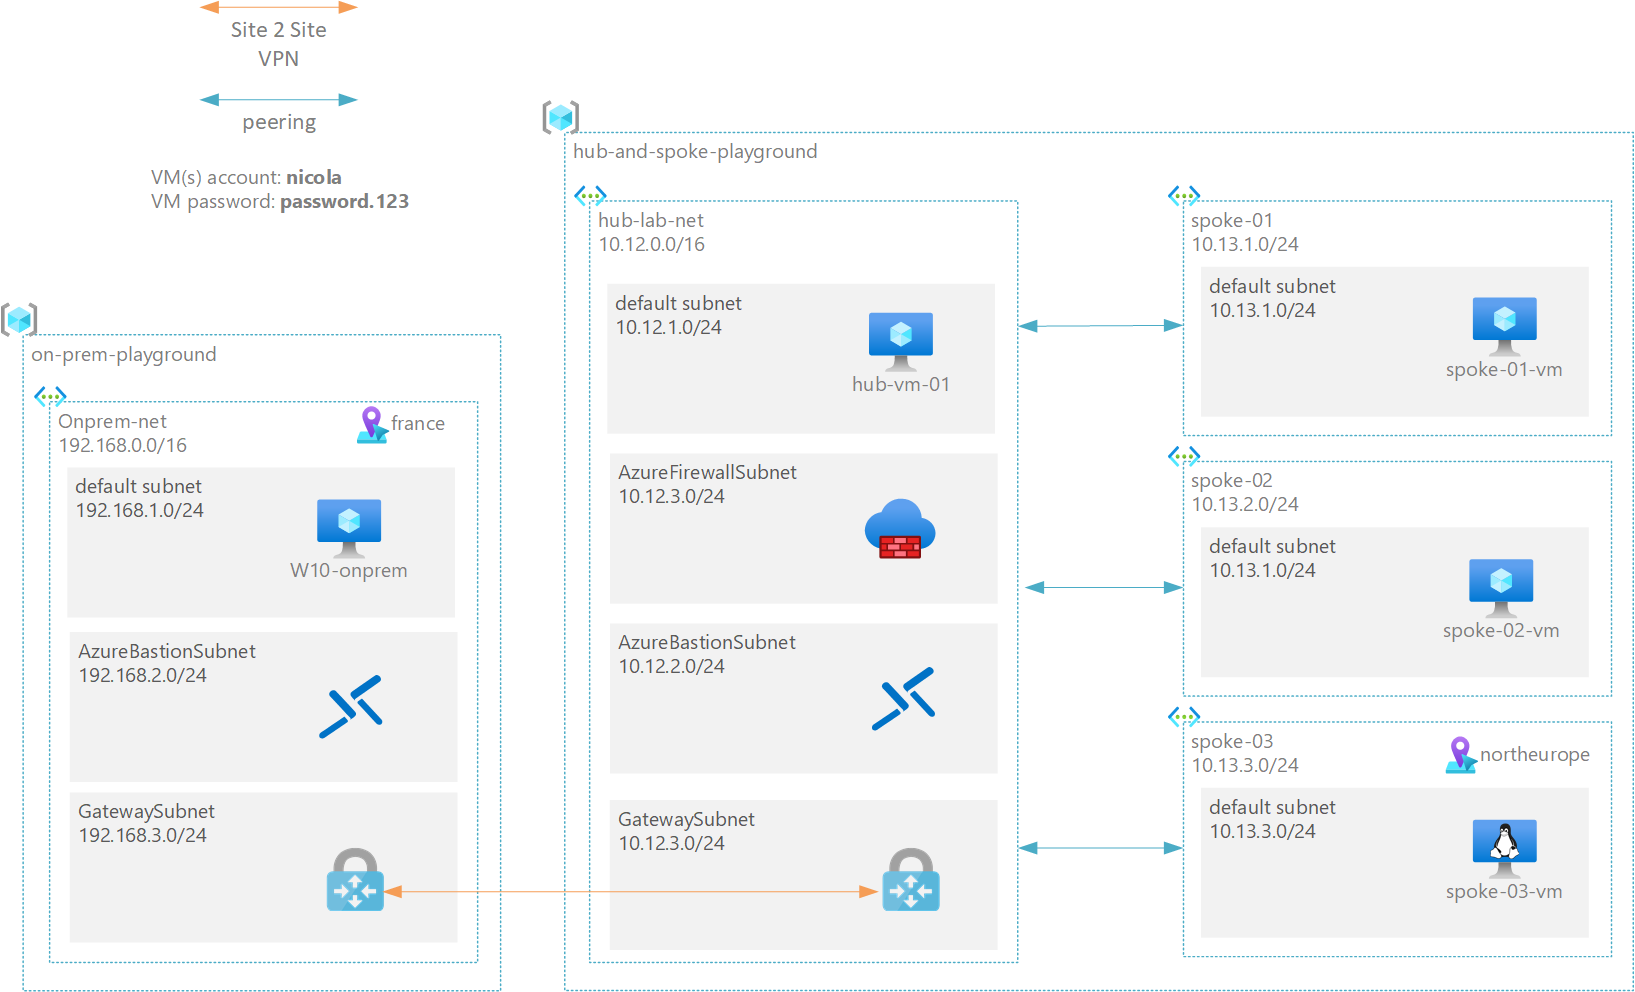 Site 2 Site
VPN
peering
VM(s) account: nicola
VM password: password.123
hub-and-spoke-playground
hub-lab-net
10.12.0.0/16
default subnet
10.12.1.0/24
hub-vm-01
AzureFirewallSubnet
10.12.3.0/24
AzureBastionSubnet
10.12.2.0/24
GatewaySubnet
10.12.3.0/24
spoke-01
10.13.1.0/24
default subnet
10.13.1.0/24
spoke-01-vm
spoke-02
10.13.2.0/24
default subnet
10.13.1.0/24
spoke-02-vm
spoke-03
10.13.3.0/24
northeurope
default subnet
10.13.3.0/24
spoke-03-vm
on-prem-playground
Onprem-net
192.168.0.0/16
france
default subnet
192.168.1.0/24
W10-onprem
AzureBastionSubnet
192.168.2.0/24
GatewaySubnet
192.168.3.0/24